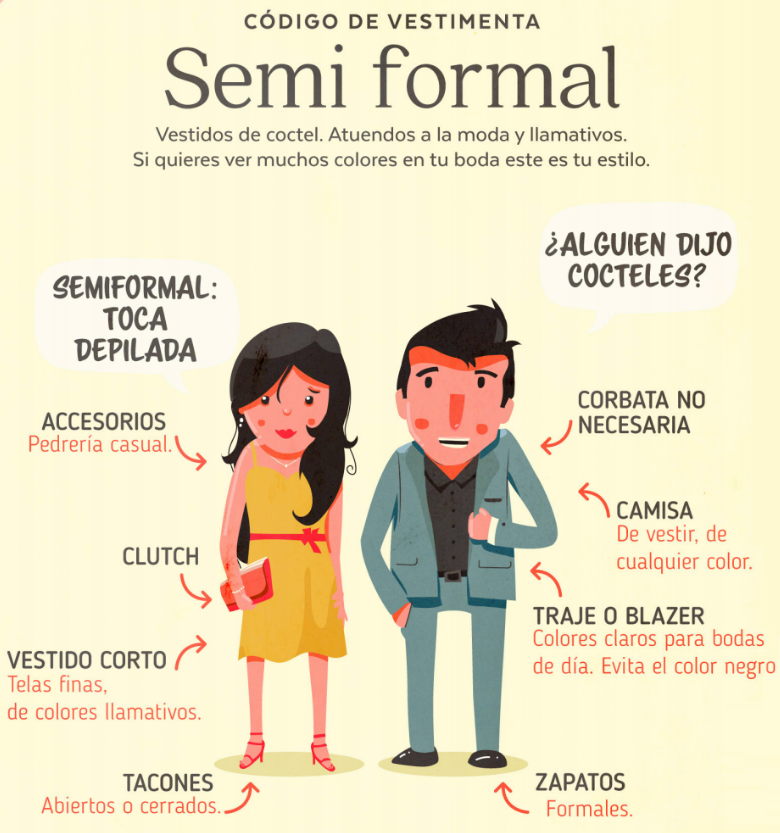 CÓDIGO DE VESTIMENTA
Semi formal
Vestidos de coctel. Atuendos a la moda y llamativos.
Si quieres ver muchos colores en tu boda este es tu estilo.
SEMIFORMAL:
TOCA
DEPILADA
¿ALGUIEN DIJO
COCTELES?
ACCESORIOS
Pedrería casual.
CLUTCH
VESTIDO CORTO
Telas finas,
de colores llamativos.
TACONES
Abiertos o cerrados.
CORBATA NO
NECESARIA
CAMISA
De vestir, de
cualquier color.
TRAJE O BLAZER
Colores claros para bodas
de día. Evita el color negro
ZAPATOS
Formales.